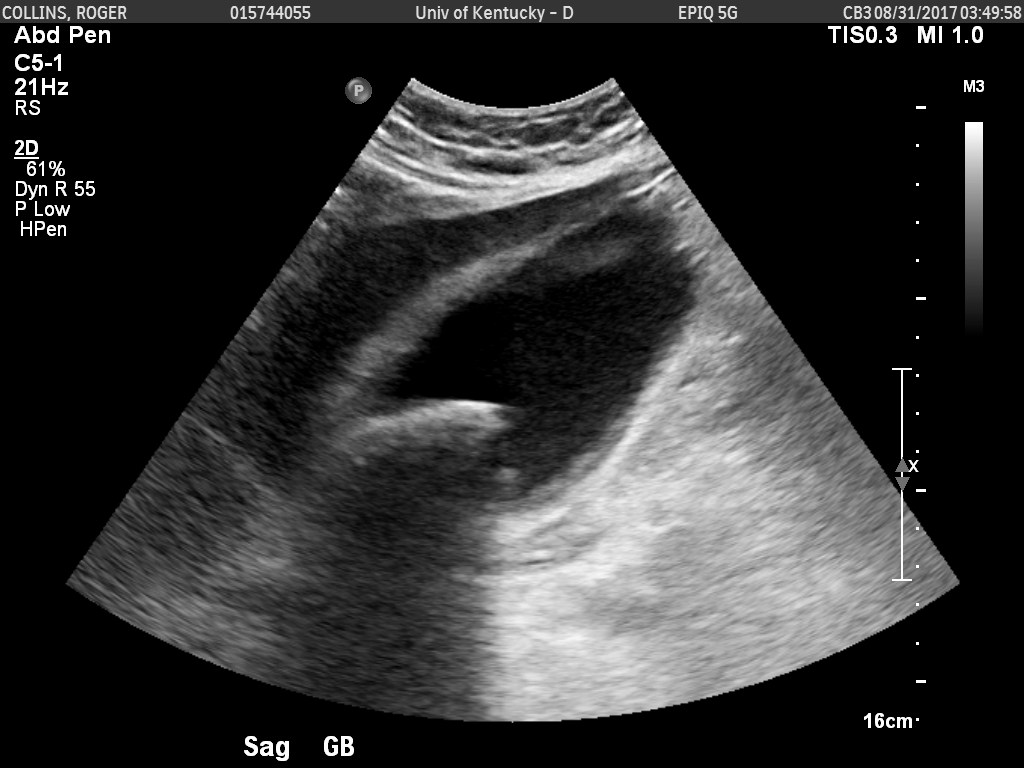 COLLINS, ROGER 015744055 Univ of Kentucky - D EPIQ 5G CB3 08/31/2017 03:49:58
Abd Pen TIS0.3 MI 1.0
C5-1
21Hz
RS
P
M3
2D
61%
Dyn R 55
P Low
HPen
X
16cm
Sag GB